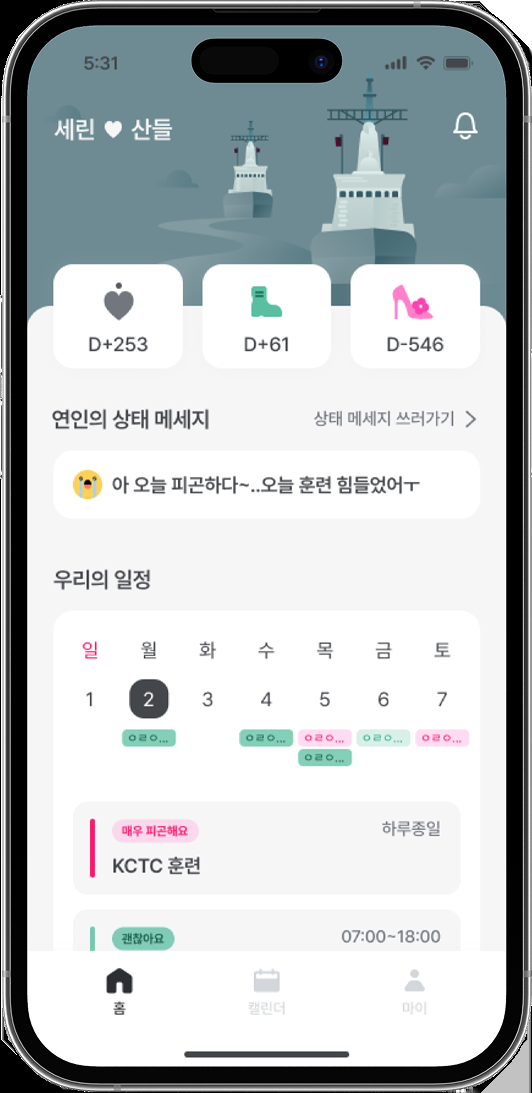 5:31
세린 ♥ 산들
D+253 D+61 D-546
연인의 상태 메세지 상태 메세지 쓰러가기 >
아 오늘 피곤하다~..오늘 훈련 힘들었어ㅜ
우리의 일정
일 월 화 수 목 금 토
1 2 3 4 5 6 7
ㅇㄹㅇ... ㅇㄹㅇ... ㅇㄹㅇ... ㅇㄹㅇ... ㅇㄹㅇ...
ㅇㄹㅇ...
매우 피곤해요 하루종일
KCTC 훈련
괜찮아요 07:00~18:00
홈 캘린더 마이